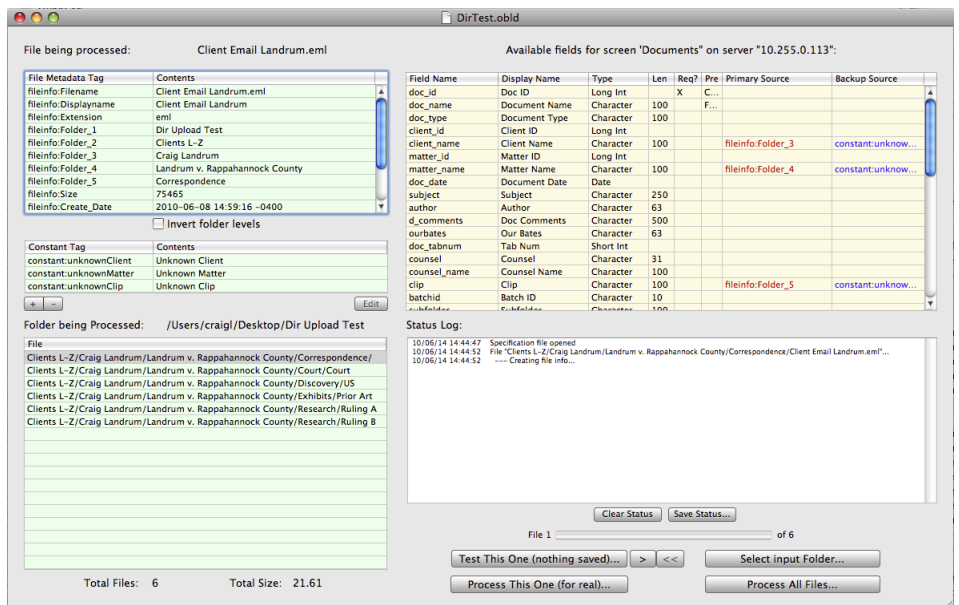 DirTest.obld
File being processed: Client Email Landrum.eml
File Metadata Tag Contents
fileinfo:Filename Client Email Landrum.eml
fileinfo:Displayname Client Email Landrum
fileinfo:Extension eml
fileinfo:Folder_1 Dir Upload Test
fileinfo:Folder_2 Clients L-Z
fileinfo:Folder_3 Craig Landrum
fileinfo:Folder_4 Landrum v. Rappahannock County
fileinfo:Folder_5 Correspondence
fileinfo:Size 75465
fileinfo:Create_Date 2010-06-08 14:59:16 -0400
Invert folder levels
Constant Tag Contents
constant:unknownClient Unknown Client
constant:unknownMatter Unknown Matter
constant:unknownClip Unknown Clip
+ - Edit
Folder being Processed: /Users/craigl/Desktop/Dir Upload Test
File
Clients L-Z/Craig Landrum/Landrum v. Rappahannock County/Correspondence/
Clients L-Z/Craig Landrum/Landrum v. Rappahannock County/Court/Court
Clients L-Z/Craig Landrum/Landrum v. Rappahannock County/Discovery/US
Clients L-Z/Craig Landrum/Landrum v. Rappahannock County/Exhibits/Prior Art
Clients L-Z/Craig Landrum/Landrum v. Rappahannock County/Research/Ruling A
Clients L-Z/Craig Landrum/Landrum v. Rappahannock County/Research/Ruling B
Total Files: 6 Total Size: 21.61
Available fields for screen 'Documents' on server "10.255.0.113":
Field Name Display Name Type Len Req? Pre Primary Source Backup Source
doc_id Doc ID Long Int X C...
doc_name Document Name Character 100 F...
doc_type Document Type Character 100
client_id Client ID Long Int
client_name Client Name Character 100 fileinfo:Folder_3 constant:unknow...
matter_id Matter ID Long Int
matter_name Matter Name Character 100 fileinfo:Folder_4 constant:unknow...
doc_date Document Date Date
subject Subject Character 250
author Author Character 63
d_comments Doc Comments Character 500
ourbates Our Bates Character 63
doc_tabnum Tab Num Short Int
counsel Counsel Character 31
counsel_name Counsel Name Character 100
clip Clip Character 100 fileinfo:Folder_5 constant:unknow...
batchid Batch ID Character 10
subfolder Subfolder Character 100
Status Log:
10/06/14 14:44:47 Specification file opened
10/06/14 14:44:52 File "Clients L-Z/Craig Landrum/Landrum v. Rappahannock County/Correspondence/Client Email Landrum.eml"...
10/06/14 14:44:52 --- Creating file info...
Clear Status Save Status...
File 1 of 6
Test This One (nothing saved)... > << Select input Folder...
Process This One (for real)... Process All Files...